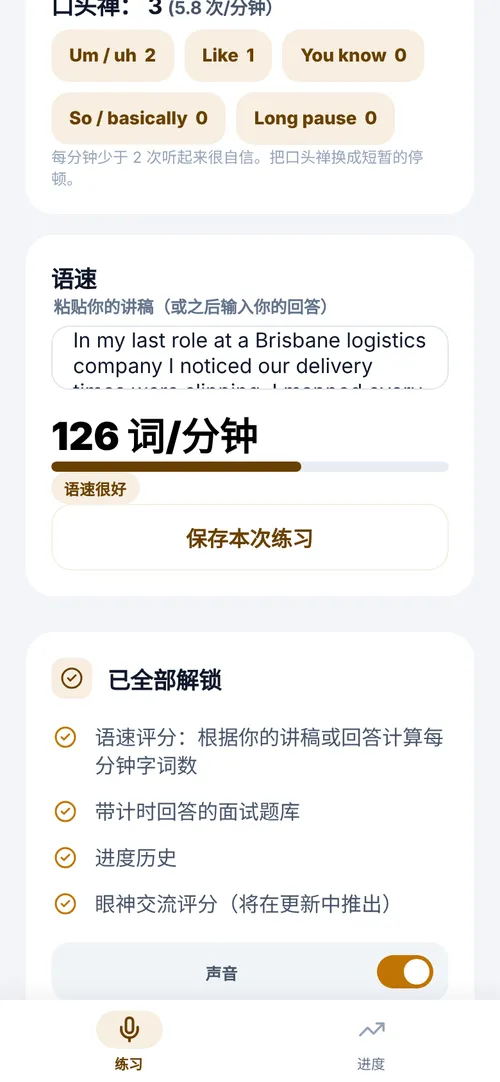 口头禅： 3 (5.8 次/分钟)
Um / uh 2
Like 1
You know 0
So / basically 0
Long pause 0
每分钟少于 2 次听起来很自信。把口头禅换成短暂的停
顿。
语速
粘贴你的讲稿（或之后输入你的回答）
In my last role at a Brisbane logistics
company I noticed our delivery
times were slipping. I mapped every
126 词/分钟
语速很好
保存本次练习
已全部解锁
语速评分：根据你的讲稿或回答计算每
分钟字词数
带计时回答的面试题库
进度历史
眼神交流评分（将在更新中推出）
声音
练习
进度